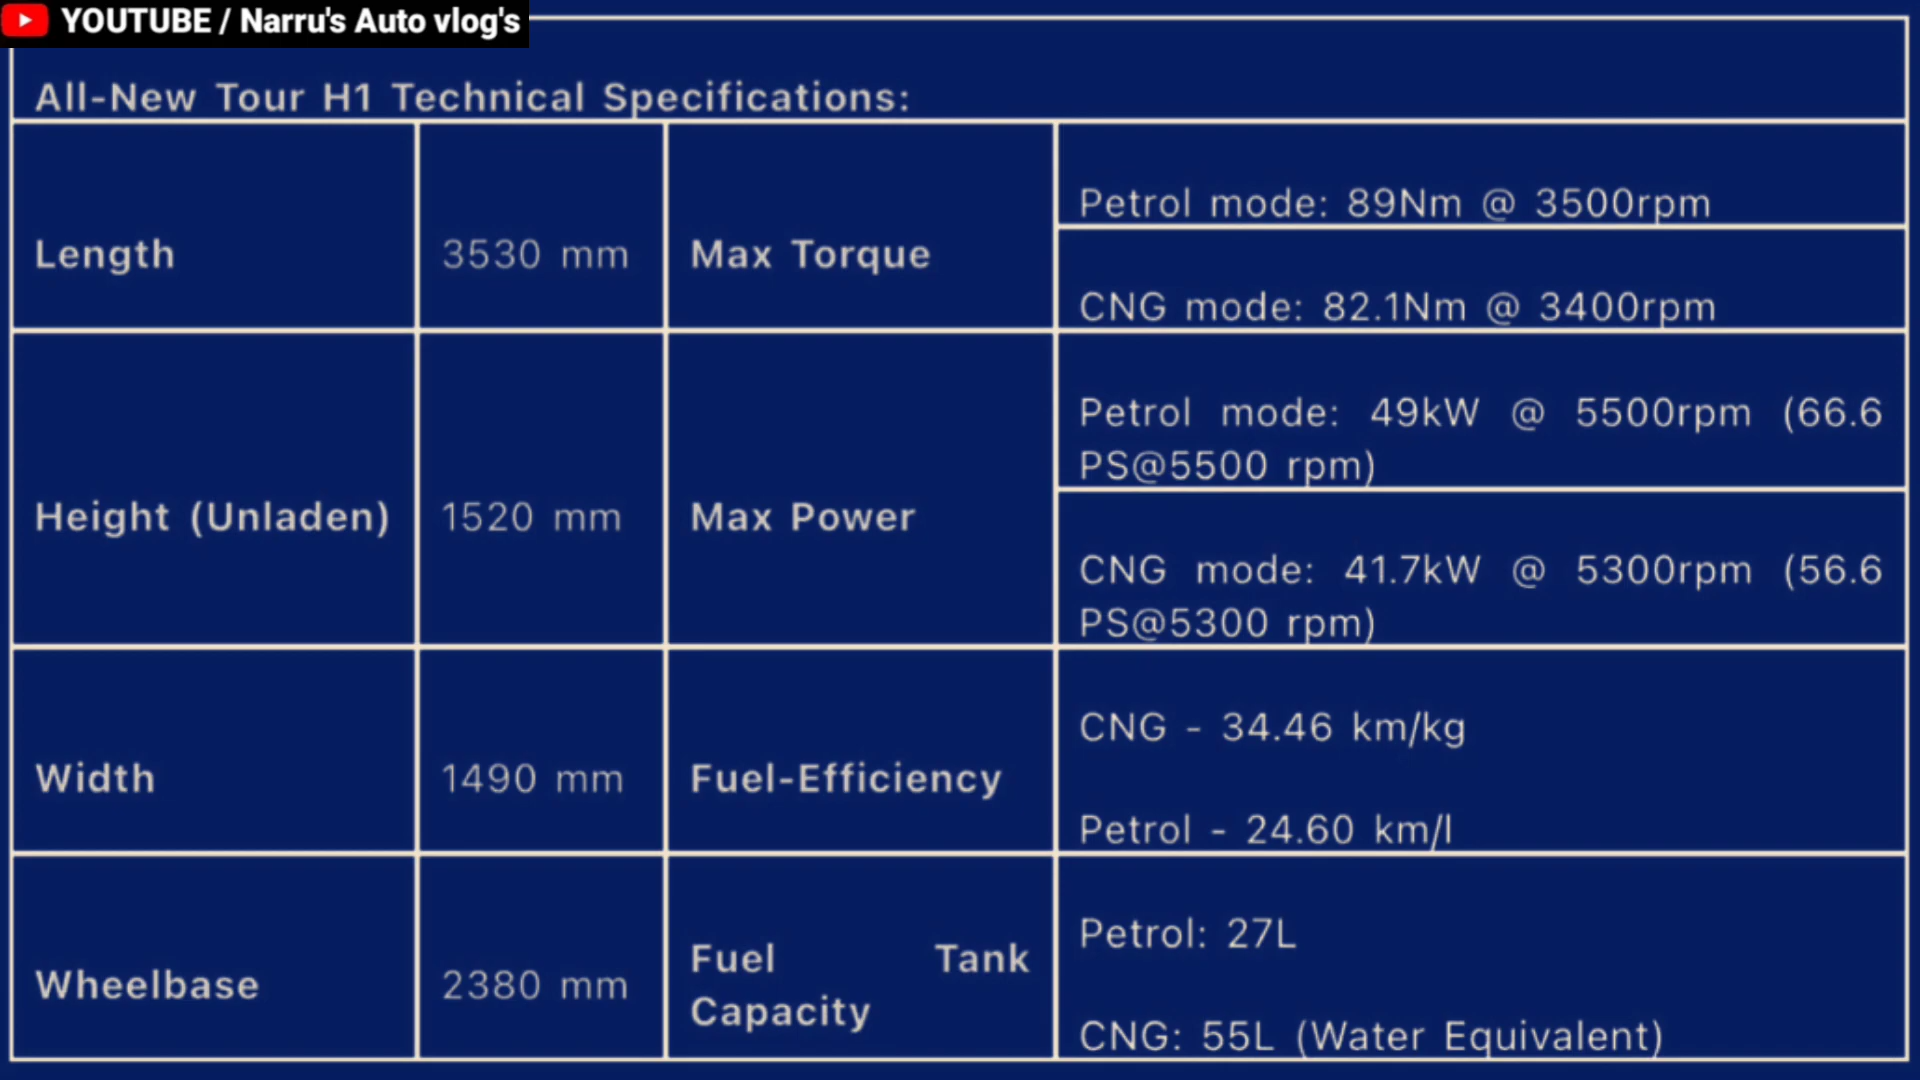 YOUTUBE / Narru's Auto vlog's
All-New Tour H1 Technical Specifications:
Length
3530 mm
Max Torque
Petrol mode: 89Nm @ 3500rpm
CNG mode: 82.1Nm @ 3400rpm
Height (Unladen)
1520 mm
Max Power
Petrol mode: 49kW @ 5500rpm (66.6
PS@5500 rpm)
CNG mode: 41.7kW @ 5300rpm (56.6
PS@5300 rpm)
Width
1490 mm
Fuel-Efficiency
CNG - 34.46 km/kg
Petrol - 24.60 km/l
Wheelbase
2380 mm
Fuel Tank
Capacity
Petrol: 27L
CNG: 55L (Water Equivalent)